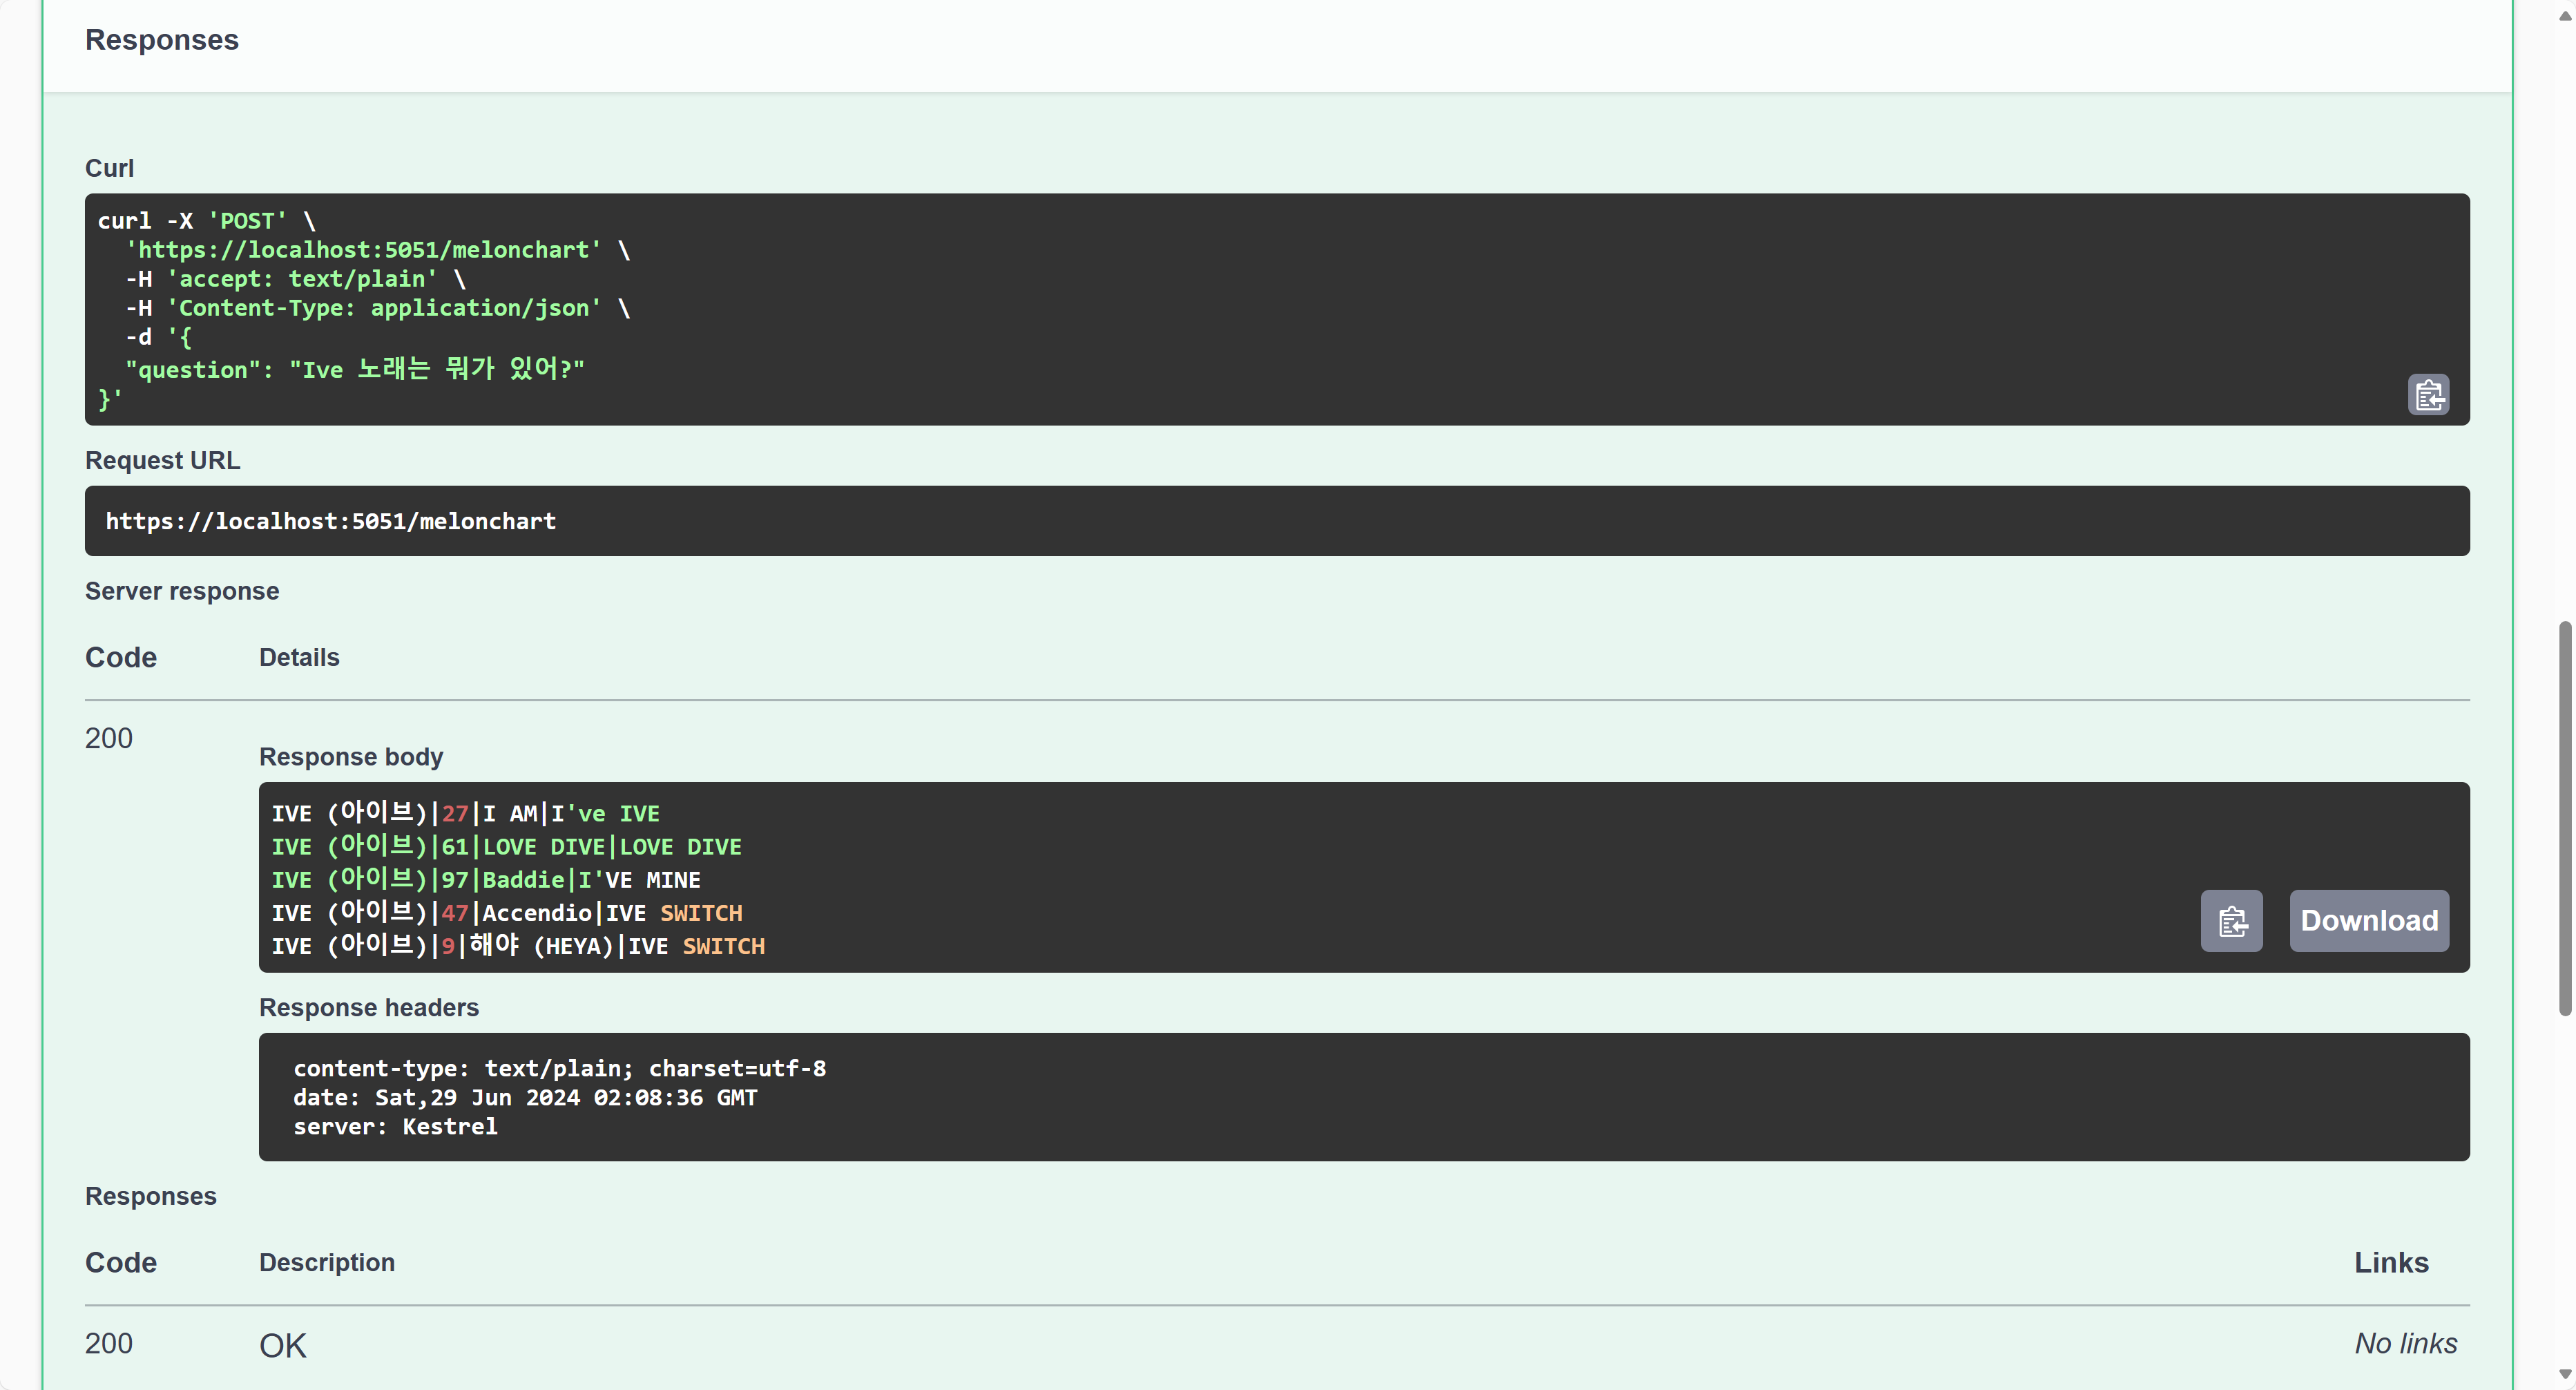 Responses
Curl
curl -X 'POST' \
'https://localhost:5051/melonchart' \
-H 'accept: text/plain' \
-H 'Content-Type: application/json' \
-d '{
"question": "Ive 노래는 뭐가 있어?"
}'
Request URL
https://localhost:5051/melonchart
Server response
Code Details
200
Response body
IVE (아이브)|27|I AM|I've IVE
IVE (아이브)|61|LOVE DIVE|LOVE DIVE
IVE (아이브)|97|Baddie|I'VE MINE
IVE (아이브)|47|Accendio|IVE SWITCH
IVE (아이브)|9|해야 (HEYA)|IVE SWITCH
Download
Response headers
content-type: text/plain; charset=utf-8
date: Sat,29 Jun 2024 02:08:36 GMT
server: Kestrel
Responses
Code Description Links
200 OK No links